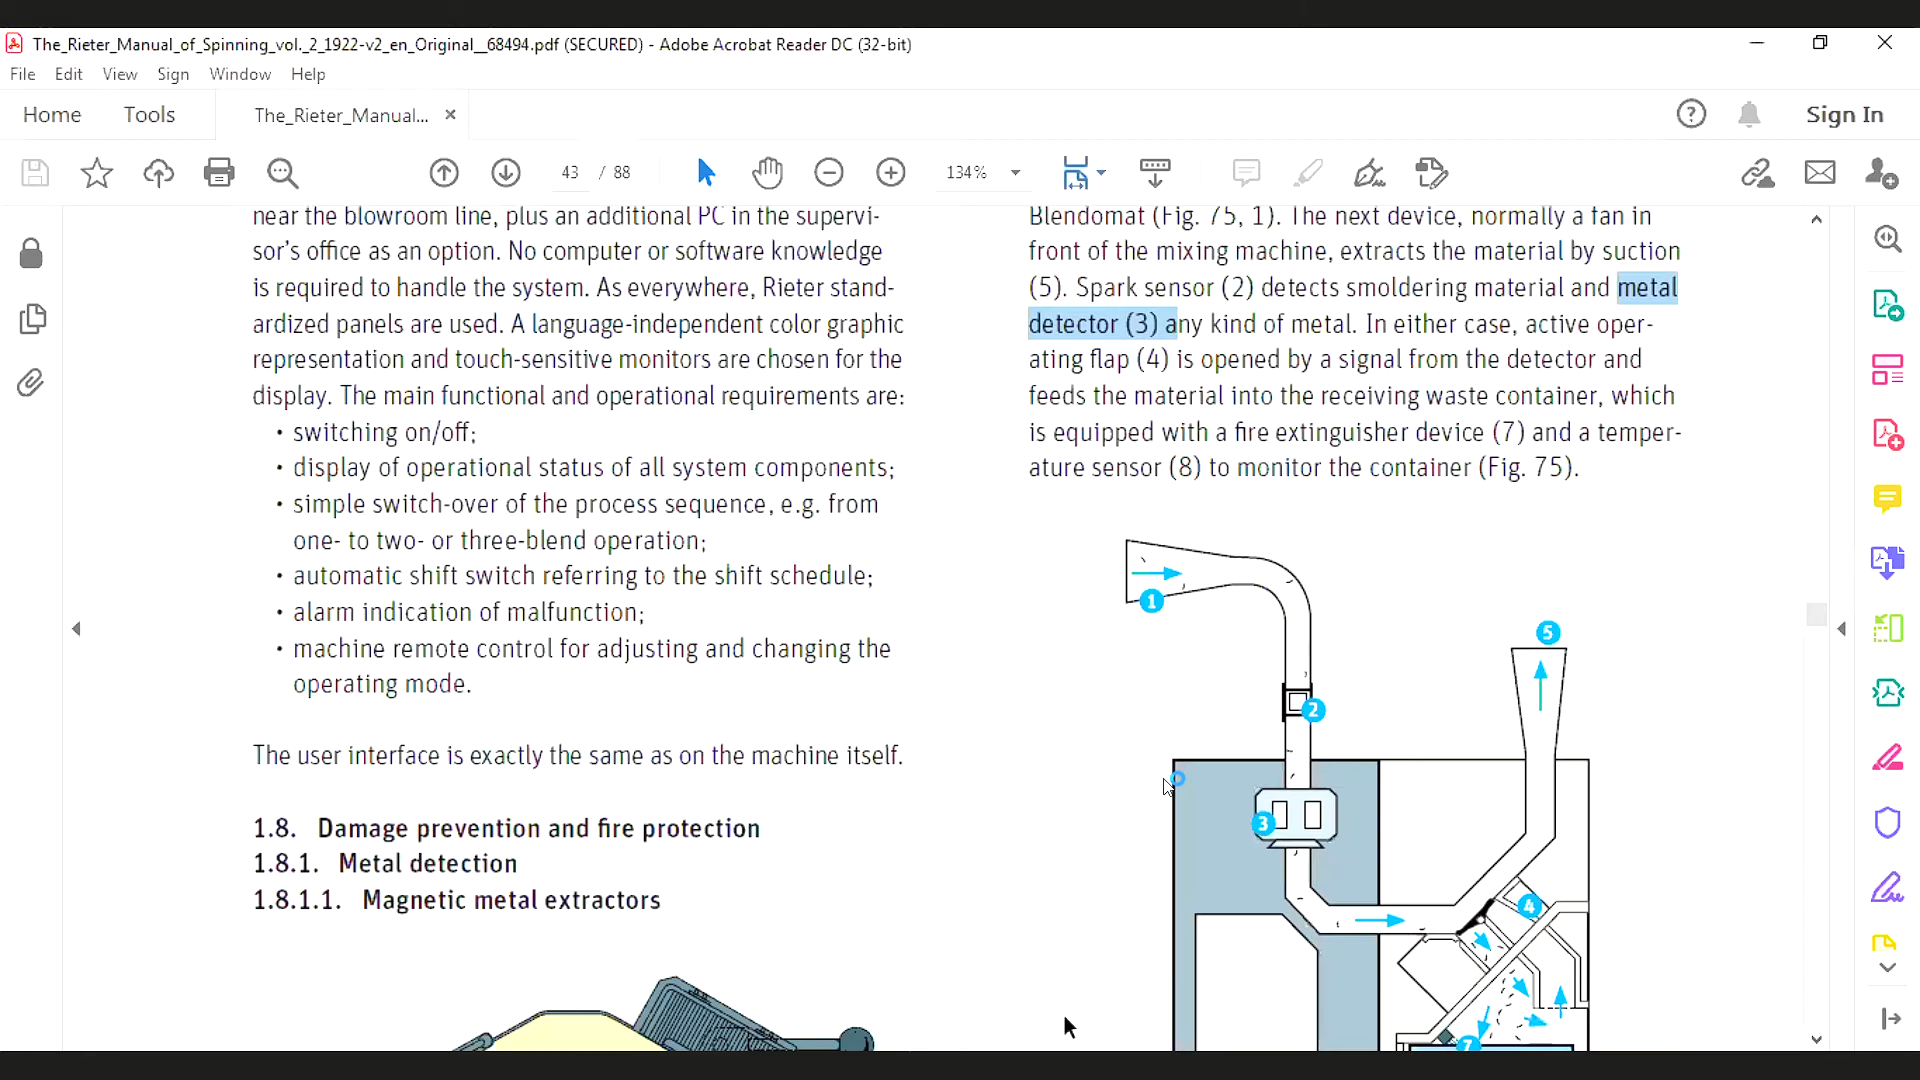 The_Rieter_Manual_of_Spinning_vol._2_1922-v2_en_Original__68494.pdf (SECURED) - Adobe Acrobat Reader DC (32-bit)
File Edit View Sign Window Help
Home Tools The_Rieter_Manual... × Sign In
43 / 88 134%
near the blowroom line, plus an additional PC in the supervi-
sor's office as an option. No computer or software knowledge
is required to handle the system. As everywhere, Rieter stand-
ardized panels are used. A language-independent color graphic
representation and touch-sensitive monitors are chosen for the
display. The main functional and operational requirements are:
• switching on/off;
• display of operational status of all system components;
• simple switch-over of the process sequence, e.g. from
one- to two- or three-blend operation;
• automatic shift switch referring to the shift schedule;
• alarm indication of malfunction;
• machine remote control for adjusting and changing the
operating mode.
The user interface is exactly the same as on the machine itself.
1.8. Damage prevention and fire protection
1.8.1. Metal detection
1.8.1.1. Magnetic metal extractors
Blendomat (Fig. 75, 1). The next device, normally a fan in
front of the mixing machine, extracts the material by suction
(5). Spark sensor (2) detects smoldering material and metal
detector (3) any kind of metal. In either case, active oper-
ating flap (4) is opened by a signal from the detector and
feeds the material into the receiving waste container, which
is equipped with a fire extinguisher device (7) and a temper-
ature sensor (8) to monitor the container (Fig. 75).
1
5
2
3
4
7